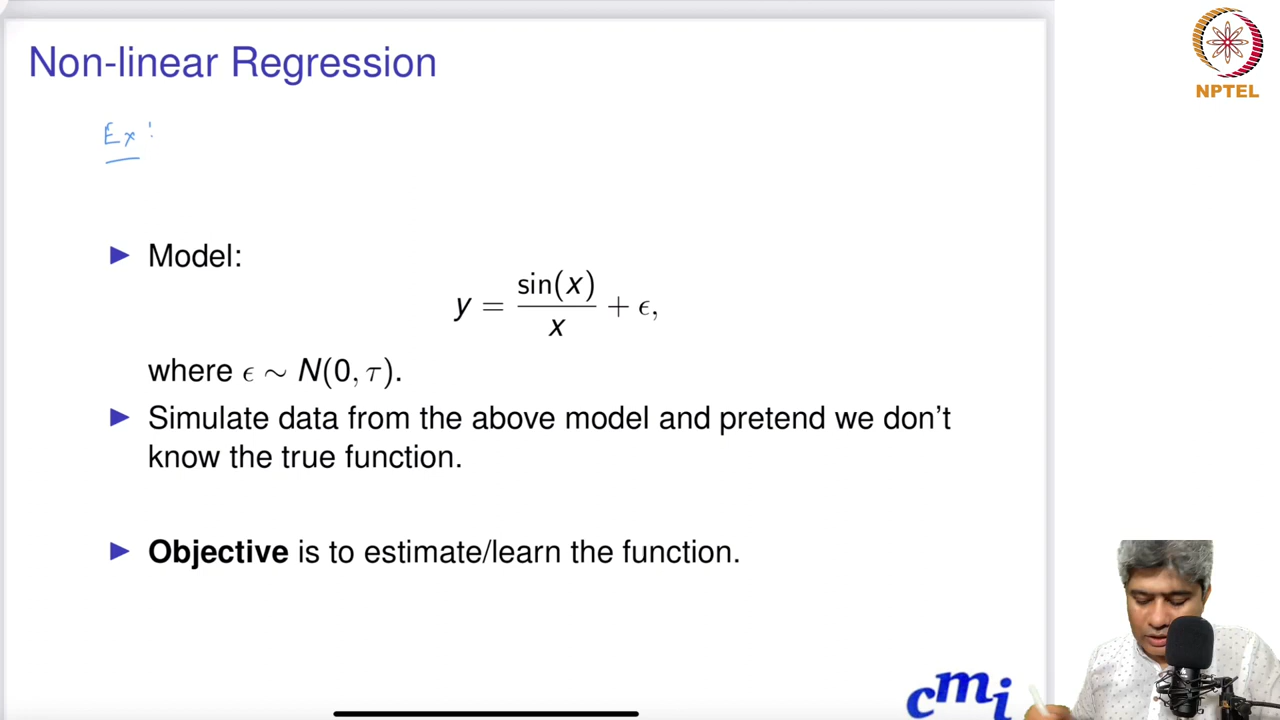 Non-linear Regression
NPTEL
Ex:
▶ Model:
y = sin(x)/x + ϵ,
where ϵ ∼ N(0, τ).
▶ Simulate data from the above model and pretend we don't
know the true function.
▶ Objective is to estimate/learn the function.
cmi